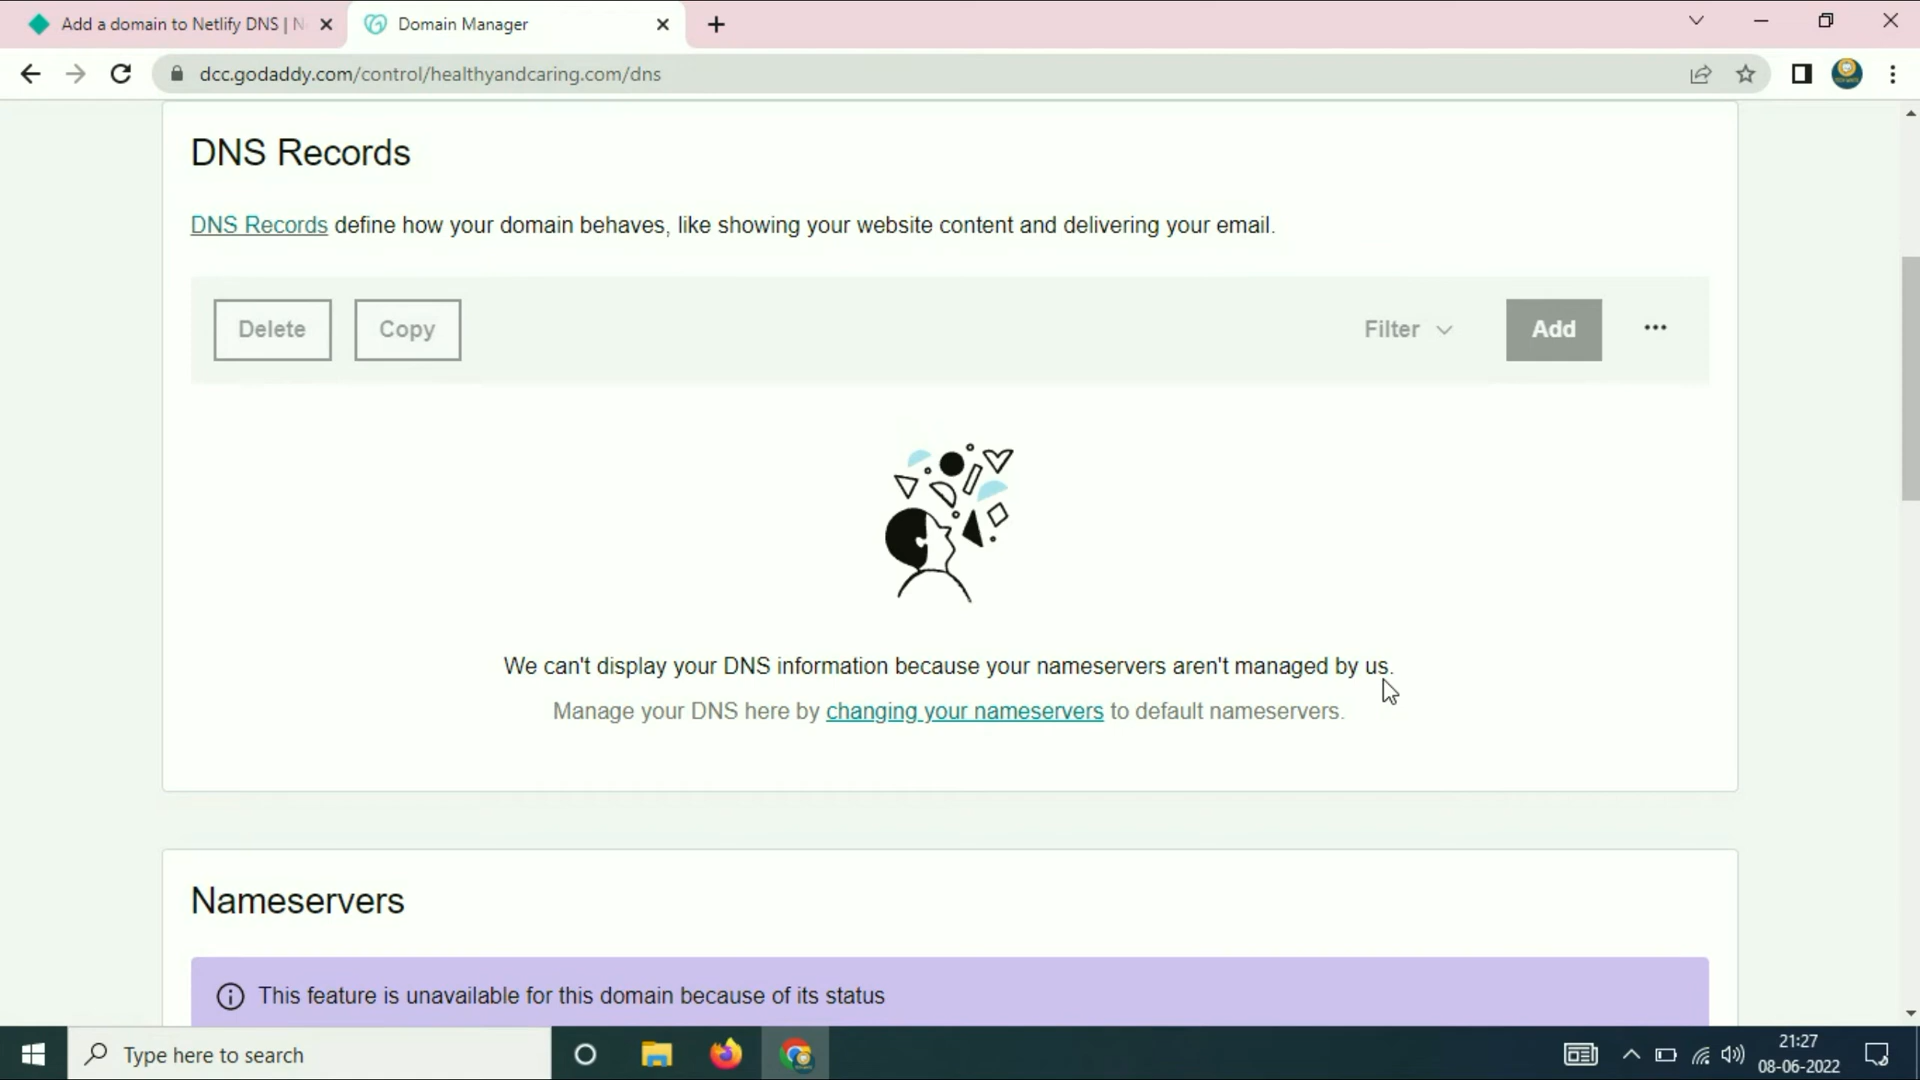 Add a domain to Netlify DNS | N
Domain Manager
dcc.godaddy.com/control/healthyandcaring.com/dns
DNS Records
DNS Records define how your domain behaves, like showing your website content and delivering your email.
Delete
Copy
Filter
Add
We can't display your DNS information because your nameservers aren't managed by us.
Manage your DNS here by changing your nameservers to default nameservers.
Nameservers
This feature is unavailable for this domain because of its status
Type here to search
21:27
08-06-2022